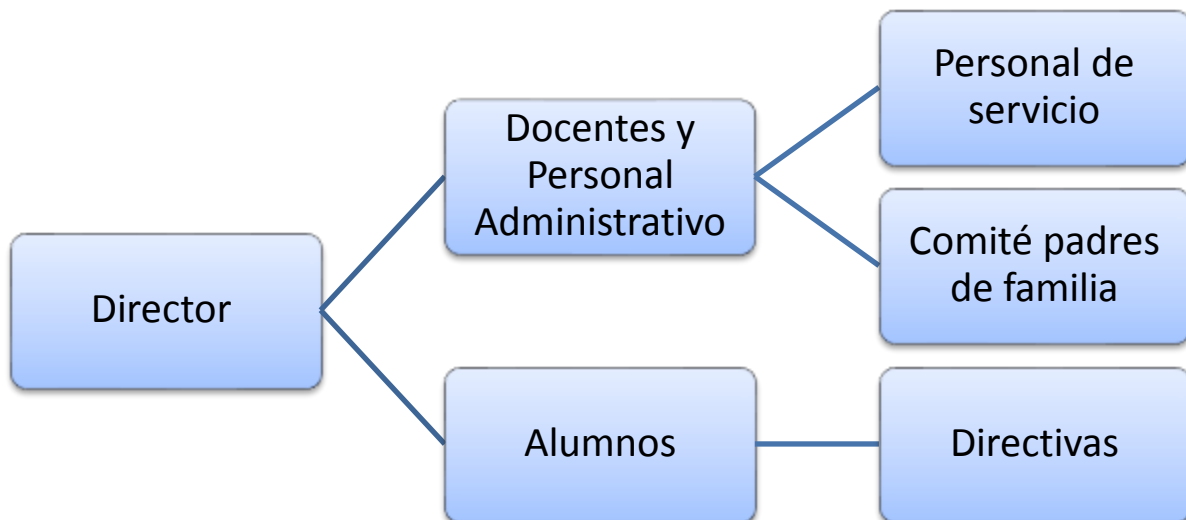 Director
Docentes y
Personal
Administrativo
Alumnos
Personal de
servicio
Comité padres
de familia
Directivas